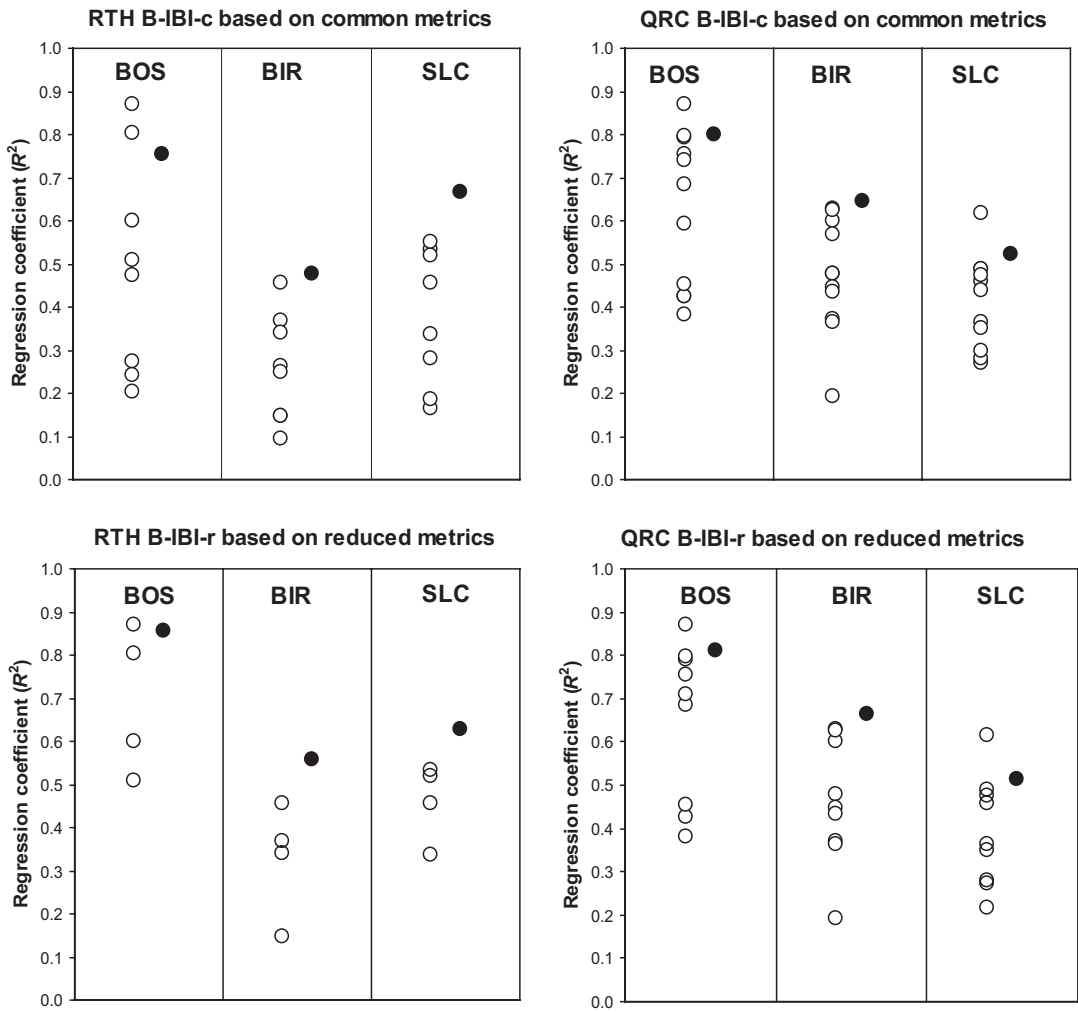 RTH B-IBI-c based on common metrics
1.0
0.9
0.8
0.7
0.6
0.5
0.4
0.3
0.2
0.1
0.0
Regression coefficient (R²)
BOS
BIR
SLC
QRC B-IBI-c based on common metrics
1.0
0.9
0.8
0.7
0.6
0.5
0.4
0.3
0.2
0.1
0.0
Regression coefficient (R²)
BOS
BIR
SLC
RTH B-IBI-r based on reduced metrics
1.0
0.9
0.8
0.7
0.6
0.5
0.4
0.3
0.2
0.1
0.0
Regression coefficient (R²)
BOS
BIR
SLC
QRC B-IBI-r based on reduced metrics
1.0
0.9
0.8
0.7
0.6
0.5
0.4
0.3
0.2
0.1
0.0
Regression coefficient (R²)
BOS
BIR
SLC